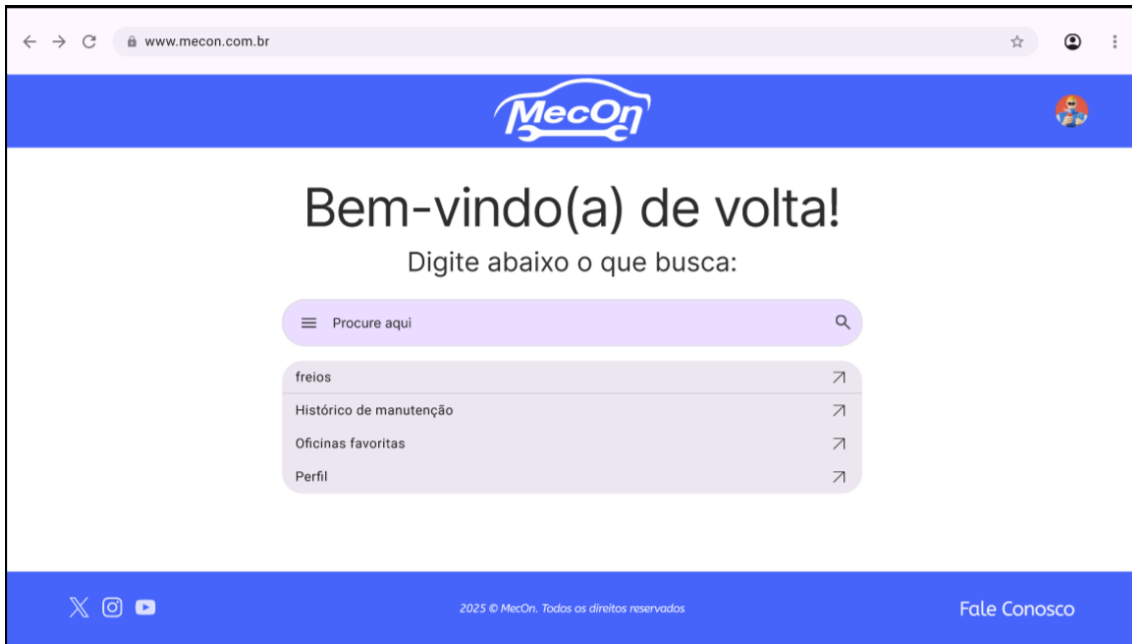 www.mecon.com.br
MecOn
Bem-vindo(a) de volta!
Digite abaixo o que busca:
Procure aqui
freios
Histórico de manutenção
Oficinas favoritas
Perfil
2025 © MecOn. Todos os direitos reservados
Fale Conosco